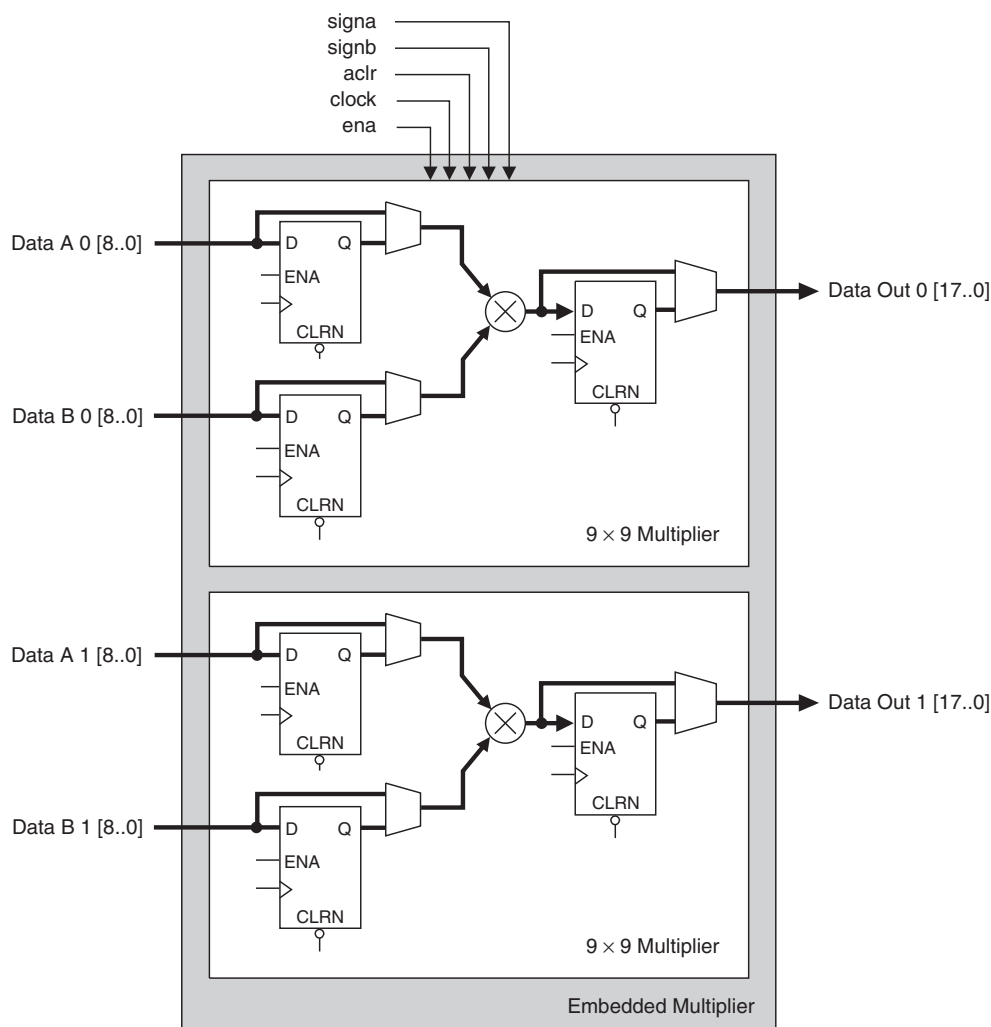 signa
signb
aclr
clock
ena
Data A 0 [8..0]
D Q
ENA
CLRN
Data B 0 [8..0]
D Q
ENA
CLRN
D Q
ENA
CLRN
Data Out 0 [17..0]
9 × 9 Multiplier
Data A 1 [8..0]
D Q
ENA
CLRN
Data B 1 [8..0]
D Q
ENA
CLRN
D Q
ENA
CLRN
Data Out 1 [17..0]
9 × 9 Multiplier
Embedded Multiplier